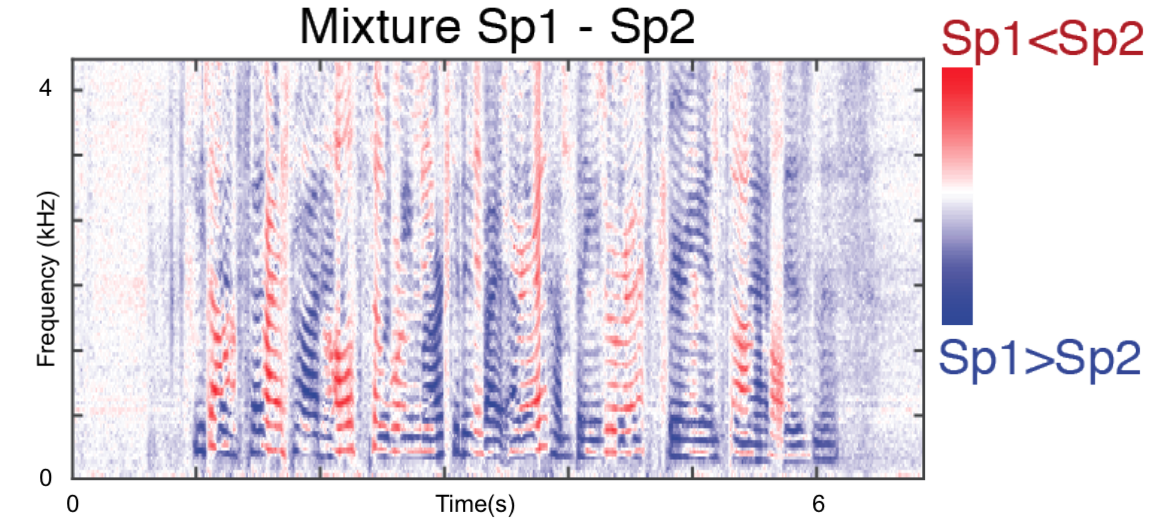 Mixture Sp1 - Sp2
Sp1<Sp2
4
Frequency (kHz)
Sp1>Sp2
0
0 Time(s) 6